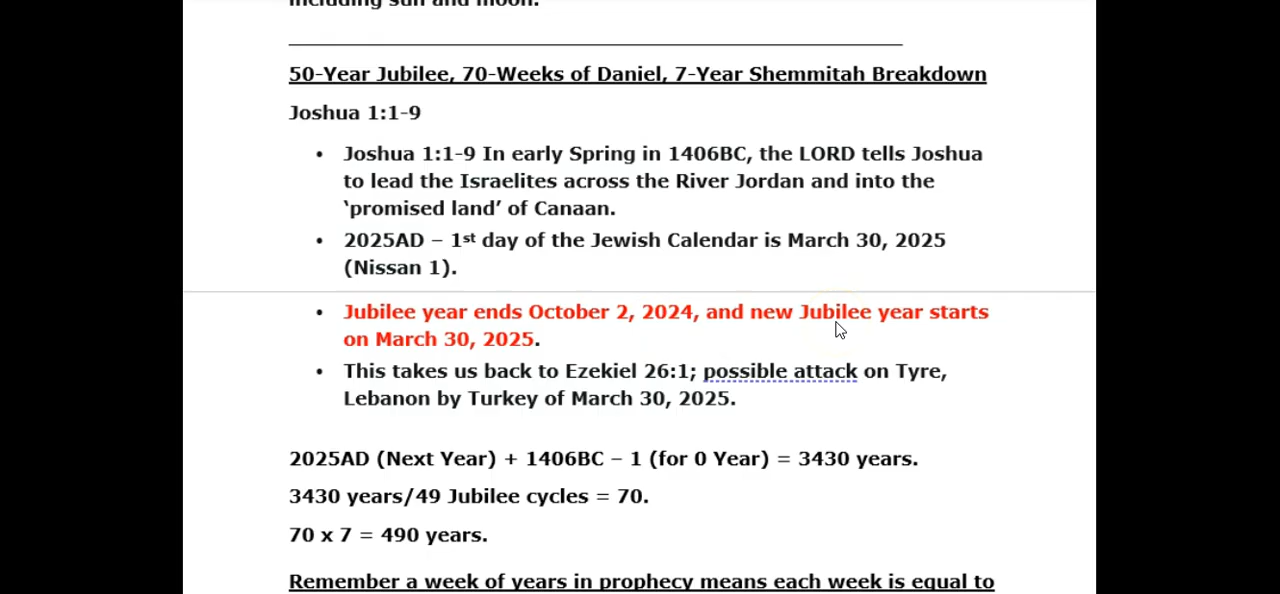 including sun and moon.
50-Year Jubilee, 70-Weeks of Daniel, 7-Year Shemmitah Breakdown
Joshua 1:1-9
• Joshua 1:1-9 In early Spring in 1406BC, the LORD tells Joshua
to lead the Israelites across the River Jordan and into the
‘promised land’ of Canaan.
• 2025AD – 1st day of the Jewish Calendar is March 30, 2025
(Nissan 1).
• Jubilee year ends October 2, 2024, and new Jubilee year starts
on March 30, 2025.
• This takes us back to Ezekiel 26:1; possible attack on Tyre,
Lebanon by Turkey of March 30, 2025.
2025AD (Next Year) + 1406BC – 1 (for 0 Year) = 3430 years.
3430 years/49 Jubilee cycles = 70.
70 x 7 = 490 years.
Remember a week of years in prophecy means each week is equal to